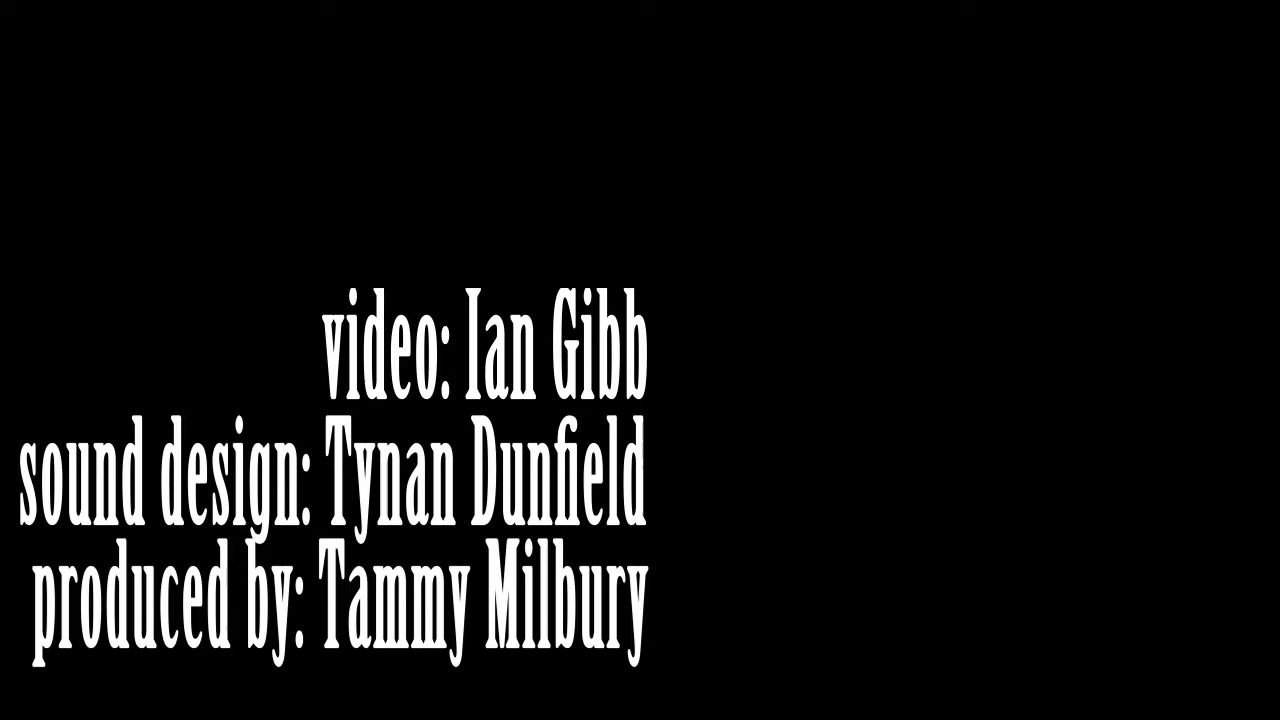 video: Ian Gibb
sound design: Tynan Dunfield
produced by: Tammy Milbury